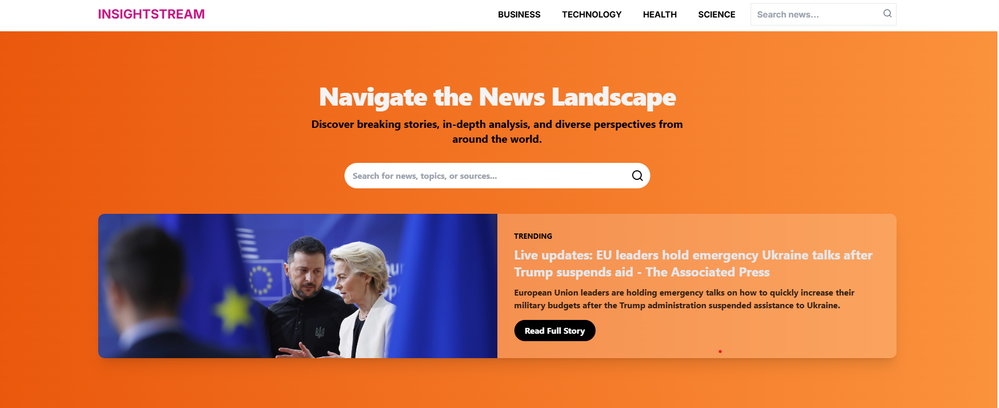 INSIGHTSTREAM
BUSINESS
TECHNOLOGY
HEALTH
SCIENCE
Search news...
Navigate the News Landscape
Discover breaking stories, in-depth analysis, and diverse perspectives from
around the world.
Search for news, topics, or sources...
TRENDING
Live updates: EU leaders hold emergency Ukraine talks after
Trump suspends aid - The Associated Press
European Union leaders are holding emergency talks on how to quickly increase their
military budgets after the Trump administration suspended assistance to Ukraine.
Read Full Story